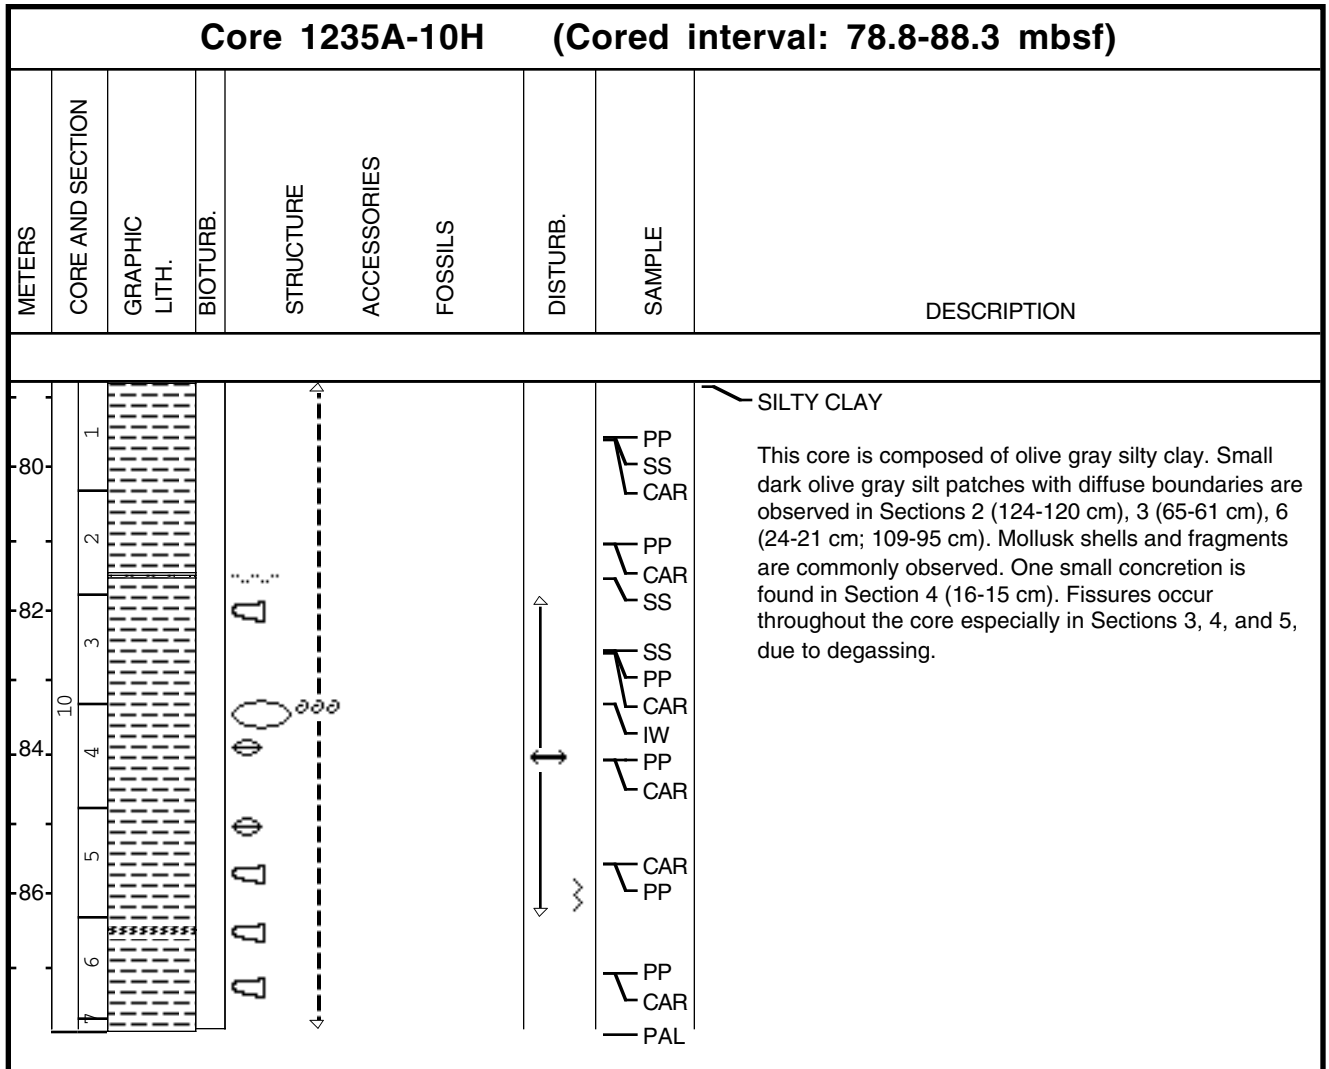 Core 1235A-10H (Cored interval: 78.8-88.3 mbsf)
METERS
CORE AND SECTION
GRAPHIC
LITH.
BIOTURB.
STRUCTURE
ACCESSORIES
FOSSILS
DISTURB.
SAMPLE
DESCRIPTION
80
82
84
86
10
1
2
3
4
5
6
7
PP
SS
CAR
PP
CAR
SS
SS
PP
CAR
IW
PP
CAR
CAR
PP
PP
CAR
PAL
SILTY CLAY
This core is composed of olive gray silty clay. Small
dark olive gray silt patches with diffuse boundaries are
observed in Sections 2 (124-120 cm), 3 (65-61 cm), 6
(24-21 cm; 109-95 cm). Mollusk shells and fragments
are commonly observed. One small concretion is
found in Section 4 (16-15 cm). Fissures occur
throughout the core especially in Sections 3, 4, and 5,
due to degassing.